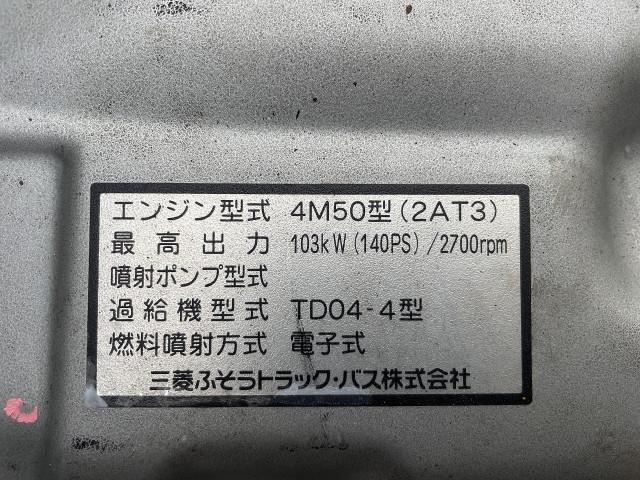 エンジン型式 4M50型(2AT3)
最高出力 103kW(140PS)/2700rpm
噴射ポンプ型式
過給機型式 TD04-4型
燃料噴射方式 電子式
三菱ふそうトラック・バス株式会社